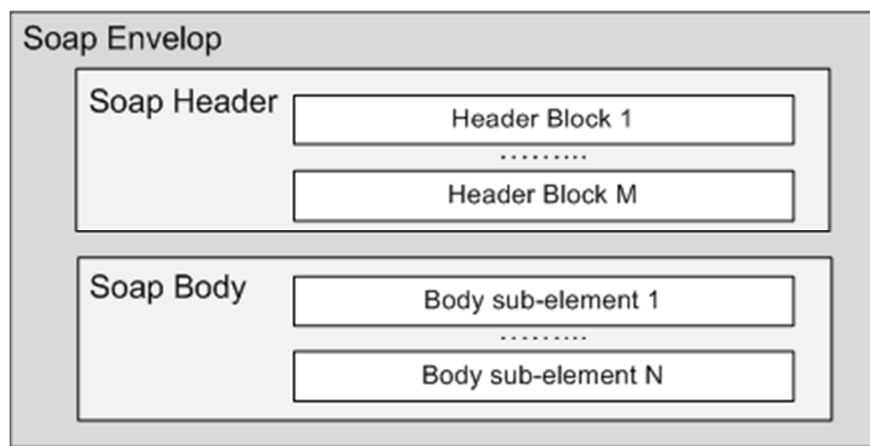 Soap Envelop
Soap Header
Header Block 1
.........
Header Block M
Soap Body
Body sub-element 1
.........
Body sub-element N